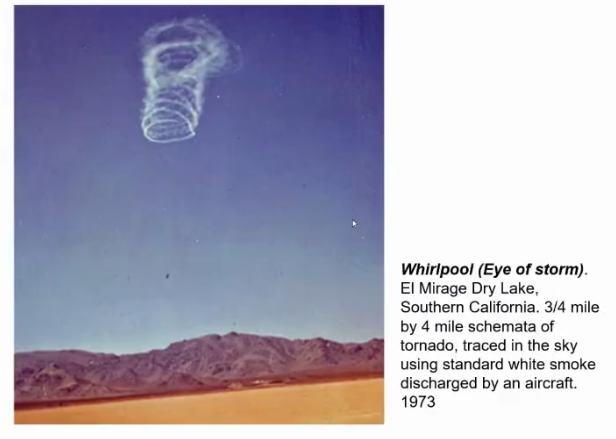 Whirlpool (Eye of storm).
El Mirage Dry Lake,
Southern California. 3/4 mile
by 4 mile schemata of
tornado, traced in the sky
using standard white smoke
discharged by an aircraft.
1973